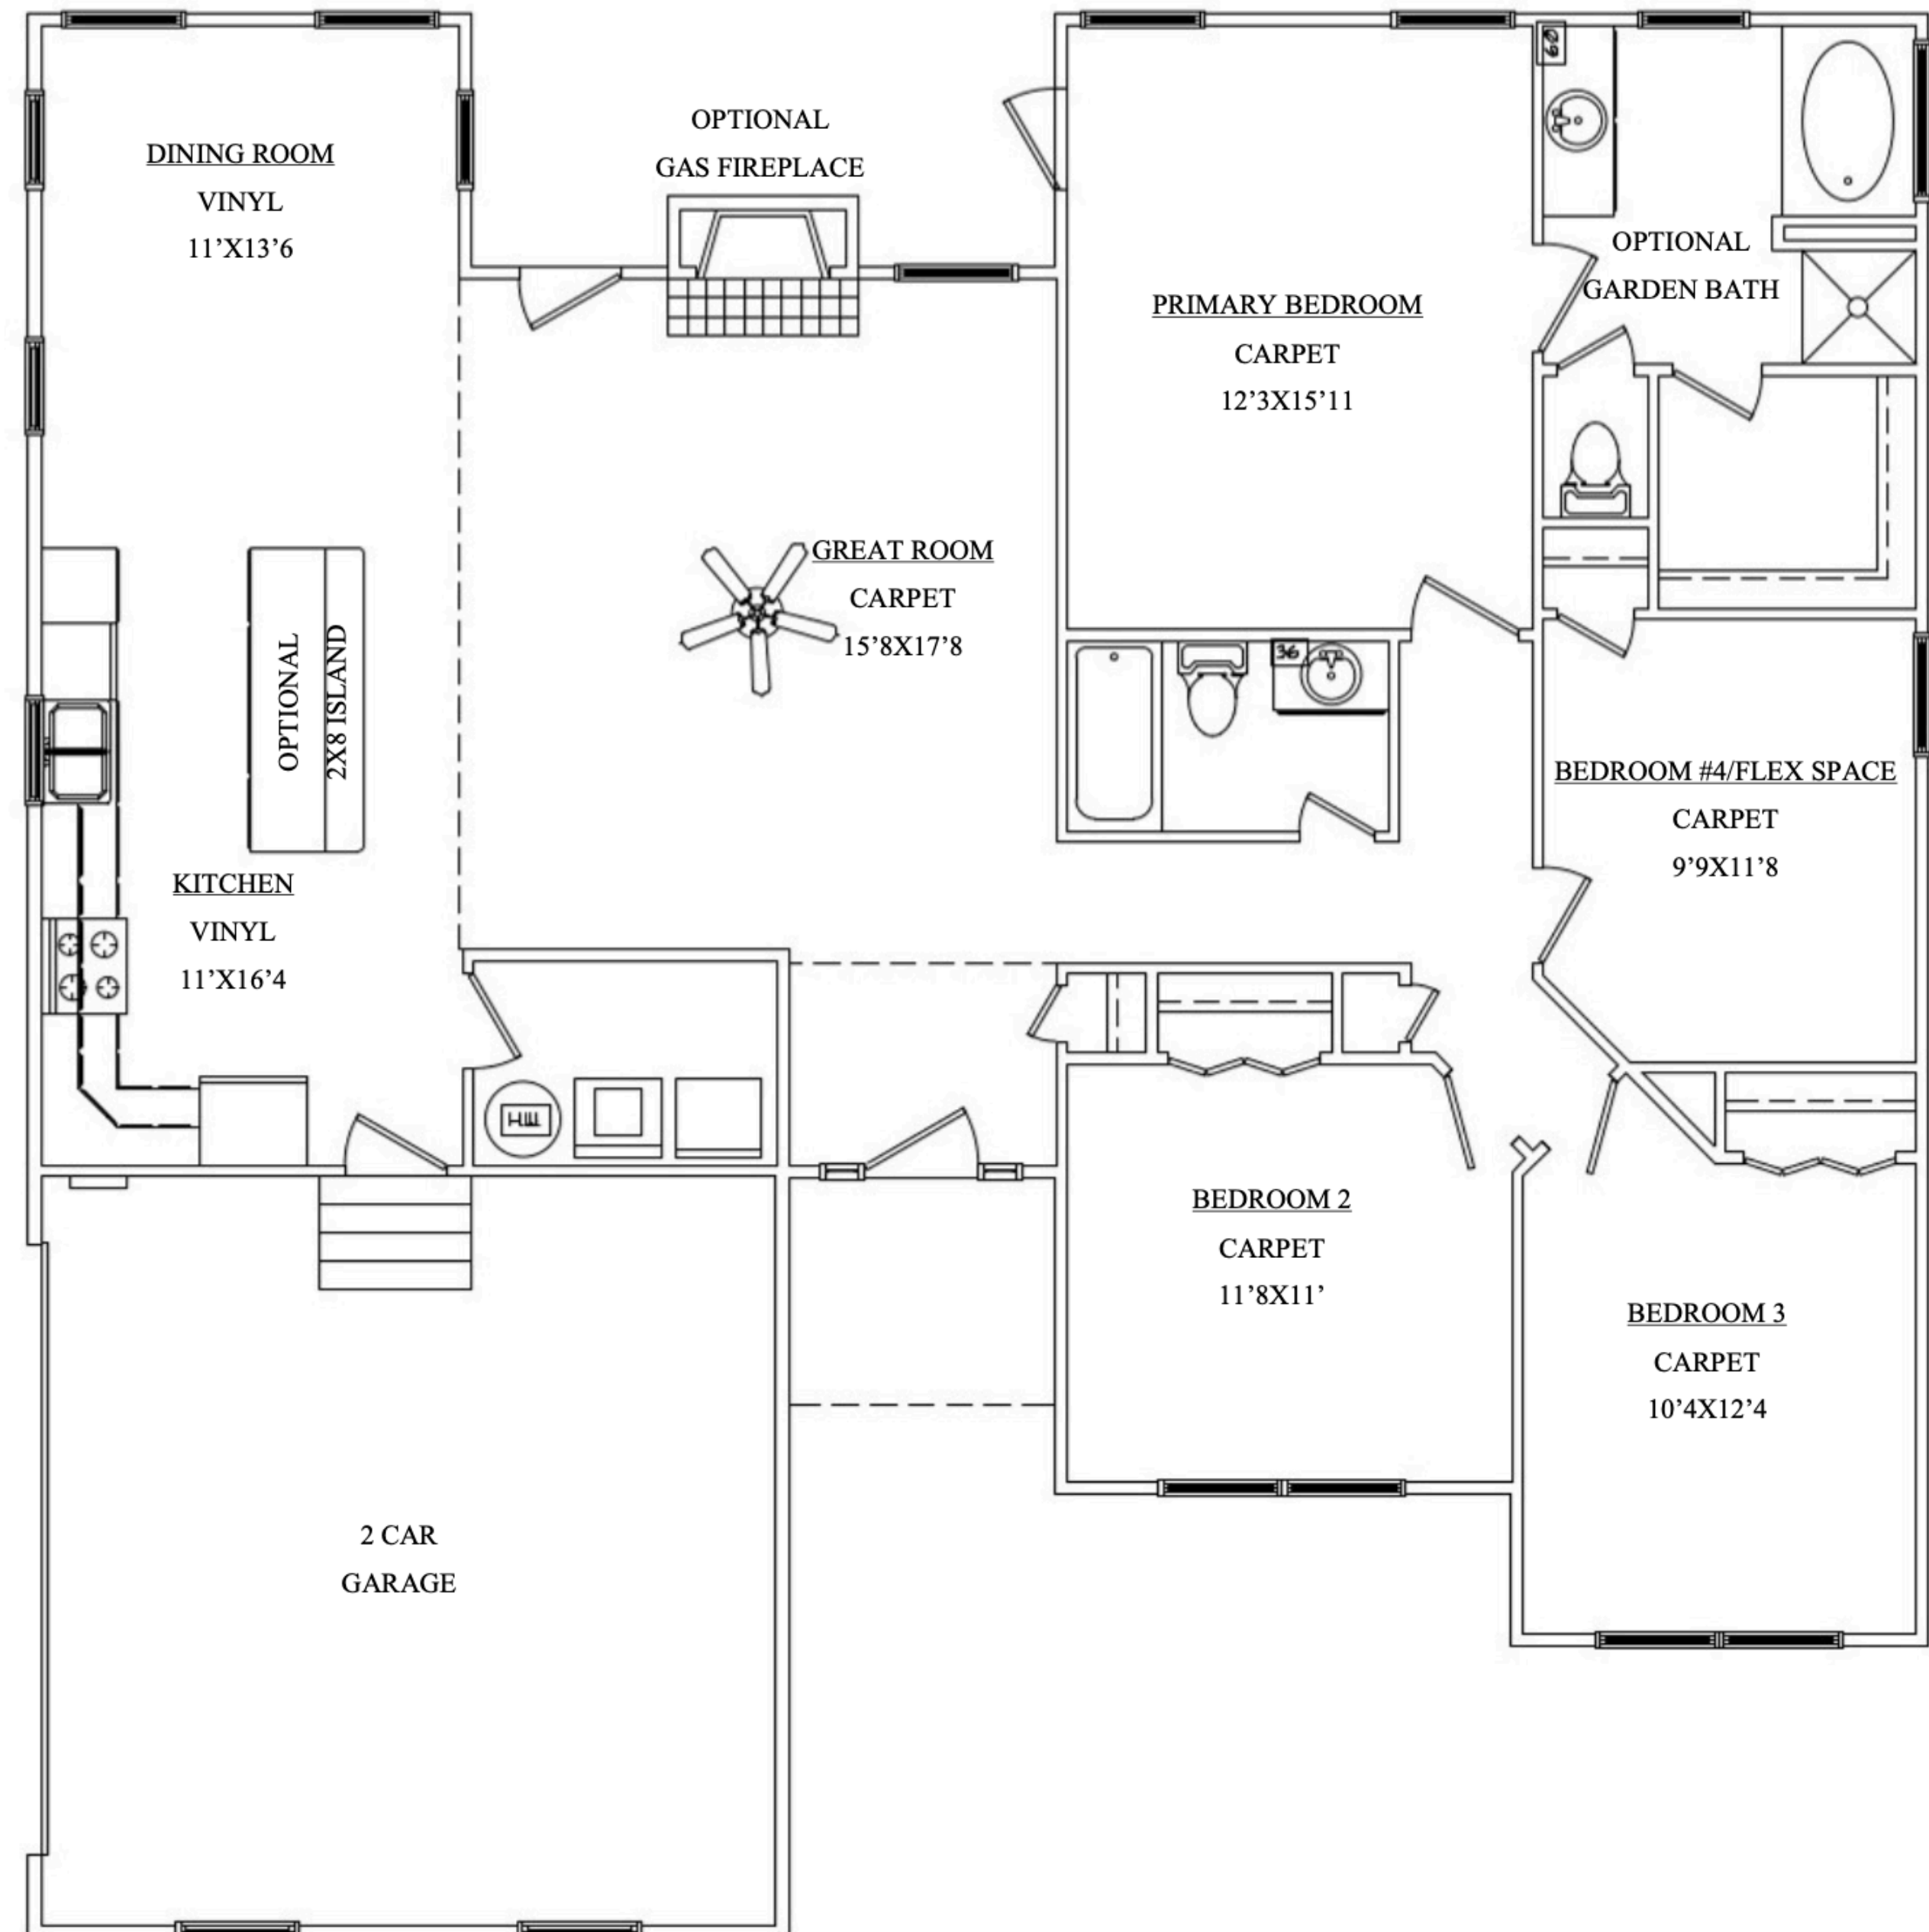 DINING ROOM
VINYL
11’X13’6
OPTIONAL
GAS FIREPLACE
PRIMARY BEDROOM
CARPET
12’3X15’11
60
OPTIONAL
GARDEN BATH
GREAT ROOM
CARPET
15’8X17’8
OPTIONAL
2X8 ISLAND
KITCHEN
VINYL
11’X16’4
36
BEDROOM #4/FLEX SPACE
CARPET
9’9X11’8
BEDROOM 2
CARPET
11’8X11’
BEDROOM 3
CARPET
10’4X12’4
2 CAR
GARAGE